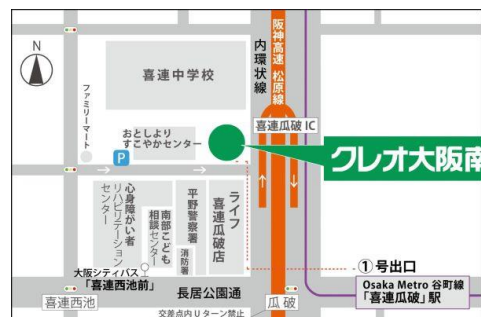 N
阪神高速 松原線
内環状線
喜連中学校
ファミリーマート
おとしより
すこやかセンター
喜連瓜破 IC
P
クレオ大阪南
心身障がい者
リハビリテーション
センター
南部こども
相談センター
平野警察署
消防署
ライフ
喜連瓜破店
大阪シティバス
「喜連西池前」
①号出口
Osaka Metro 谷町線
「喜連瓜破」駅
長居公園通
喜連西池
瓜破
交差点内Uターン禁止